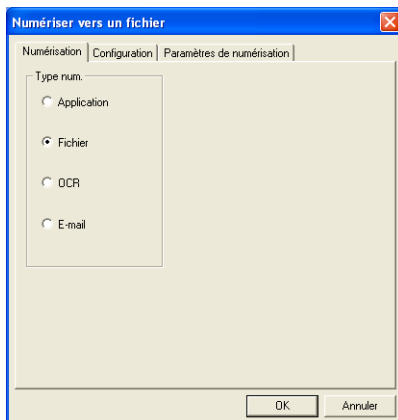 Numériser vers un fichier
Numérisation Configuration Paramètres de numérisation
Type num.
Application
Fichier
OCR
E-mail
OK Annuler